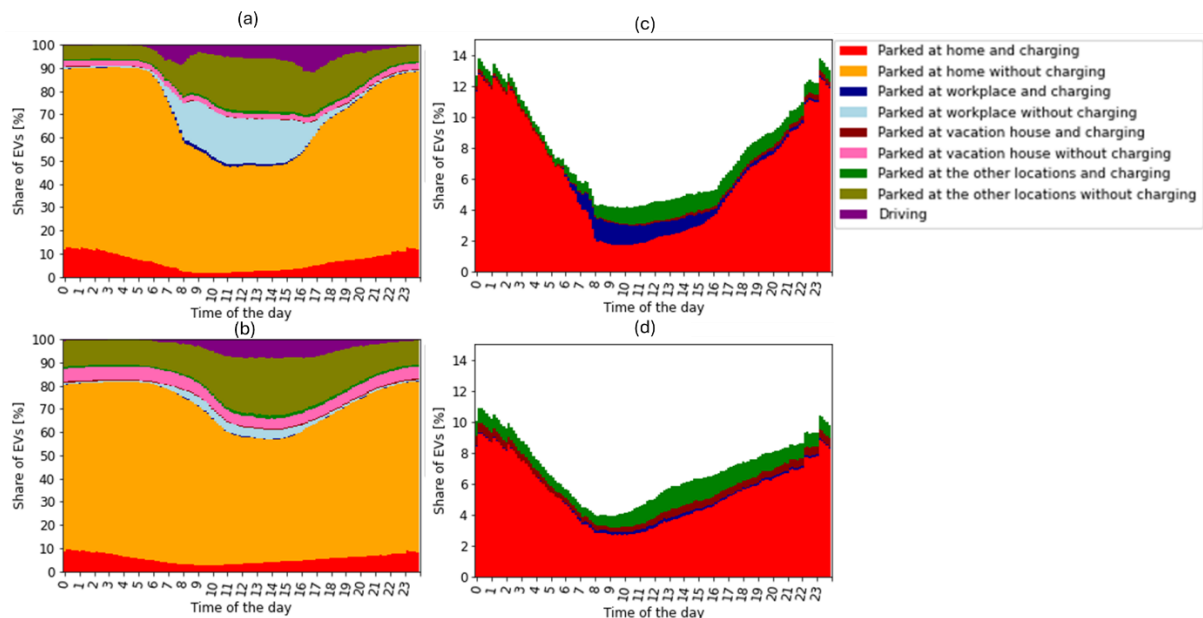 (a)
(c)
100
90
80
70
60
50
40
30
20
10
0
Share of EVs [%]
0 1 2 3 4 5 6 7 8 9 10 11 12 13 14 15 16 17 18 19 20 21 22 23
Time of the day
14
12
10
8
6
4
2
0
Share of EVs [%]
0 1 2 3 4 5 6 7 8 9 10 11 12 13 14 15 16 17 18 19 20 21 22 23
Time of the day
Parked at home and charging
Parked at home without charging
Parked at workplace and charging
Parked at workplace without charging
Parked at vacation house and charging
Parked at vacation house without charging
Parked at the other locations and charging
Parked at the other locations without charging
Driving
(b)
(d)
100
90
80
70
60
50
40
30
20
10
0
Share of EVs [%]
0 1 2 3 4 5 6 7 8 9 10 11 12 13 14 15 16 17 18 19 20 21 22 23
Time of the day
14
12
10
8
6
4
2
0
Share of EVs [%]
0 1 2 3 4 5 6 7 8 9 10 11 12 13 14 15 16 17 18 19 20 21 22 23
Time of the day